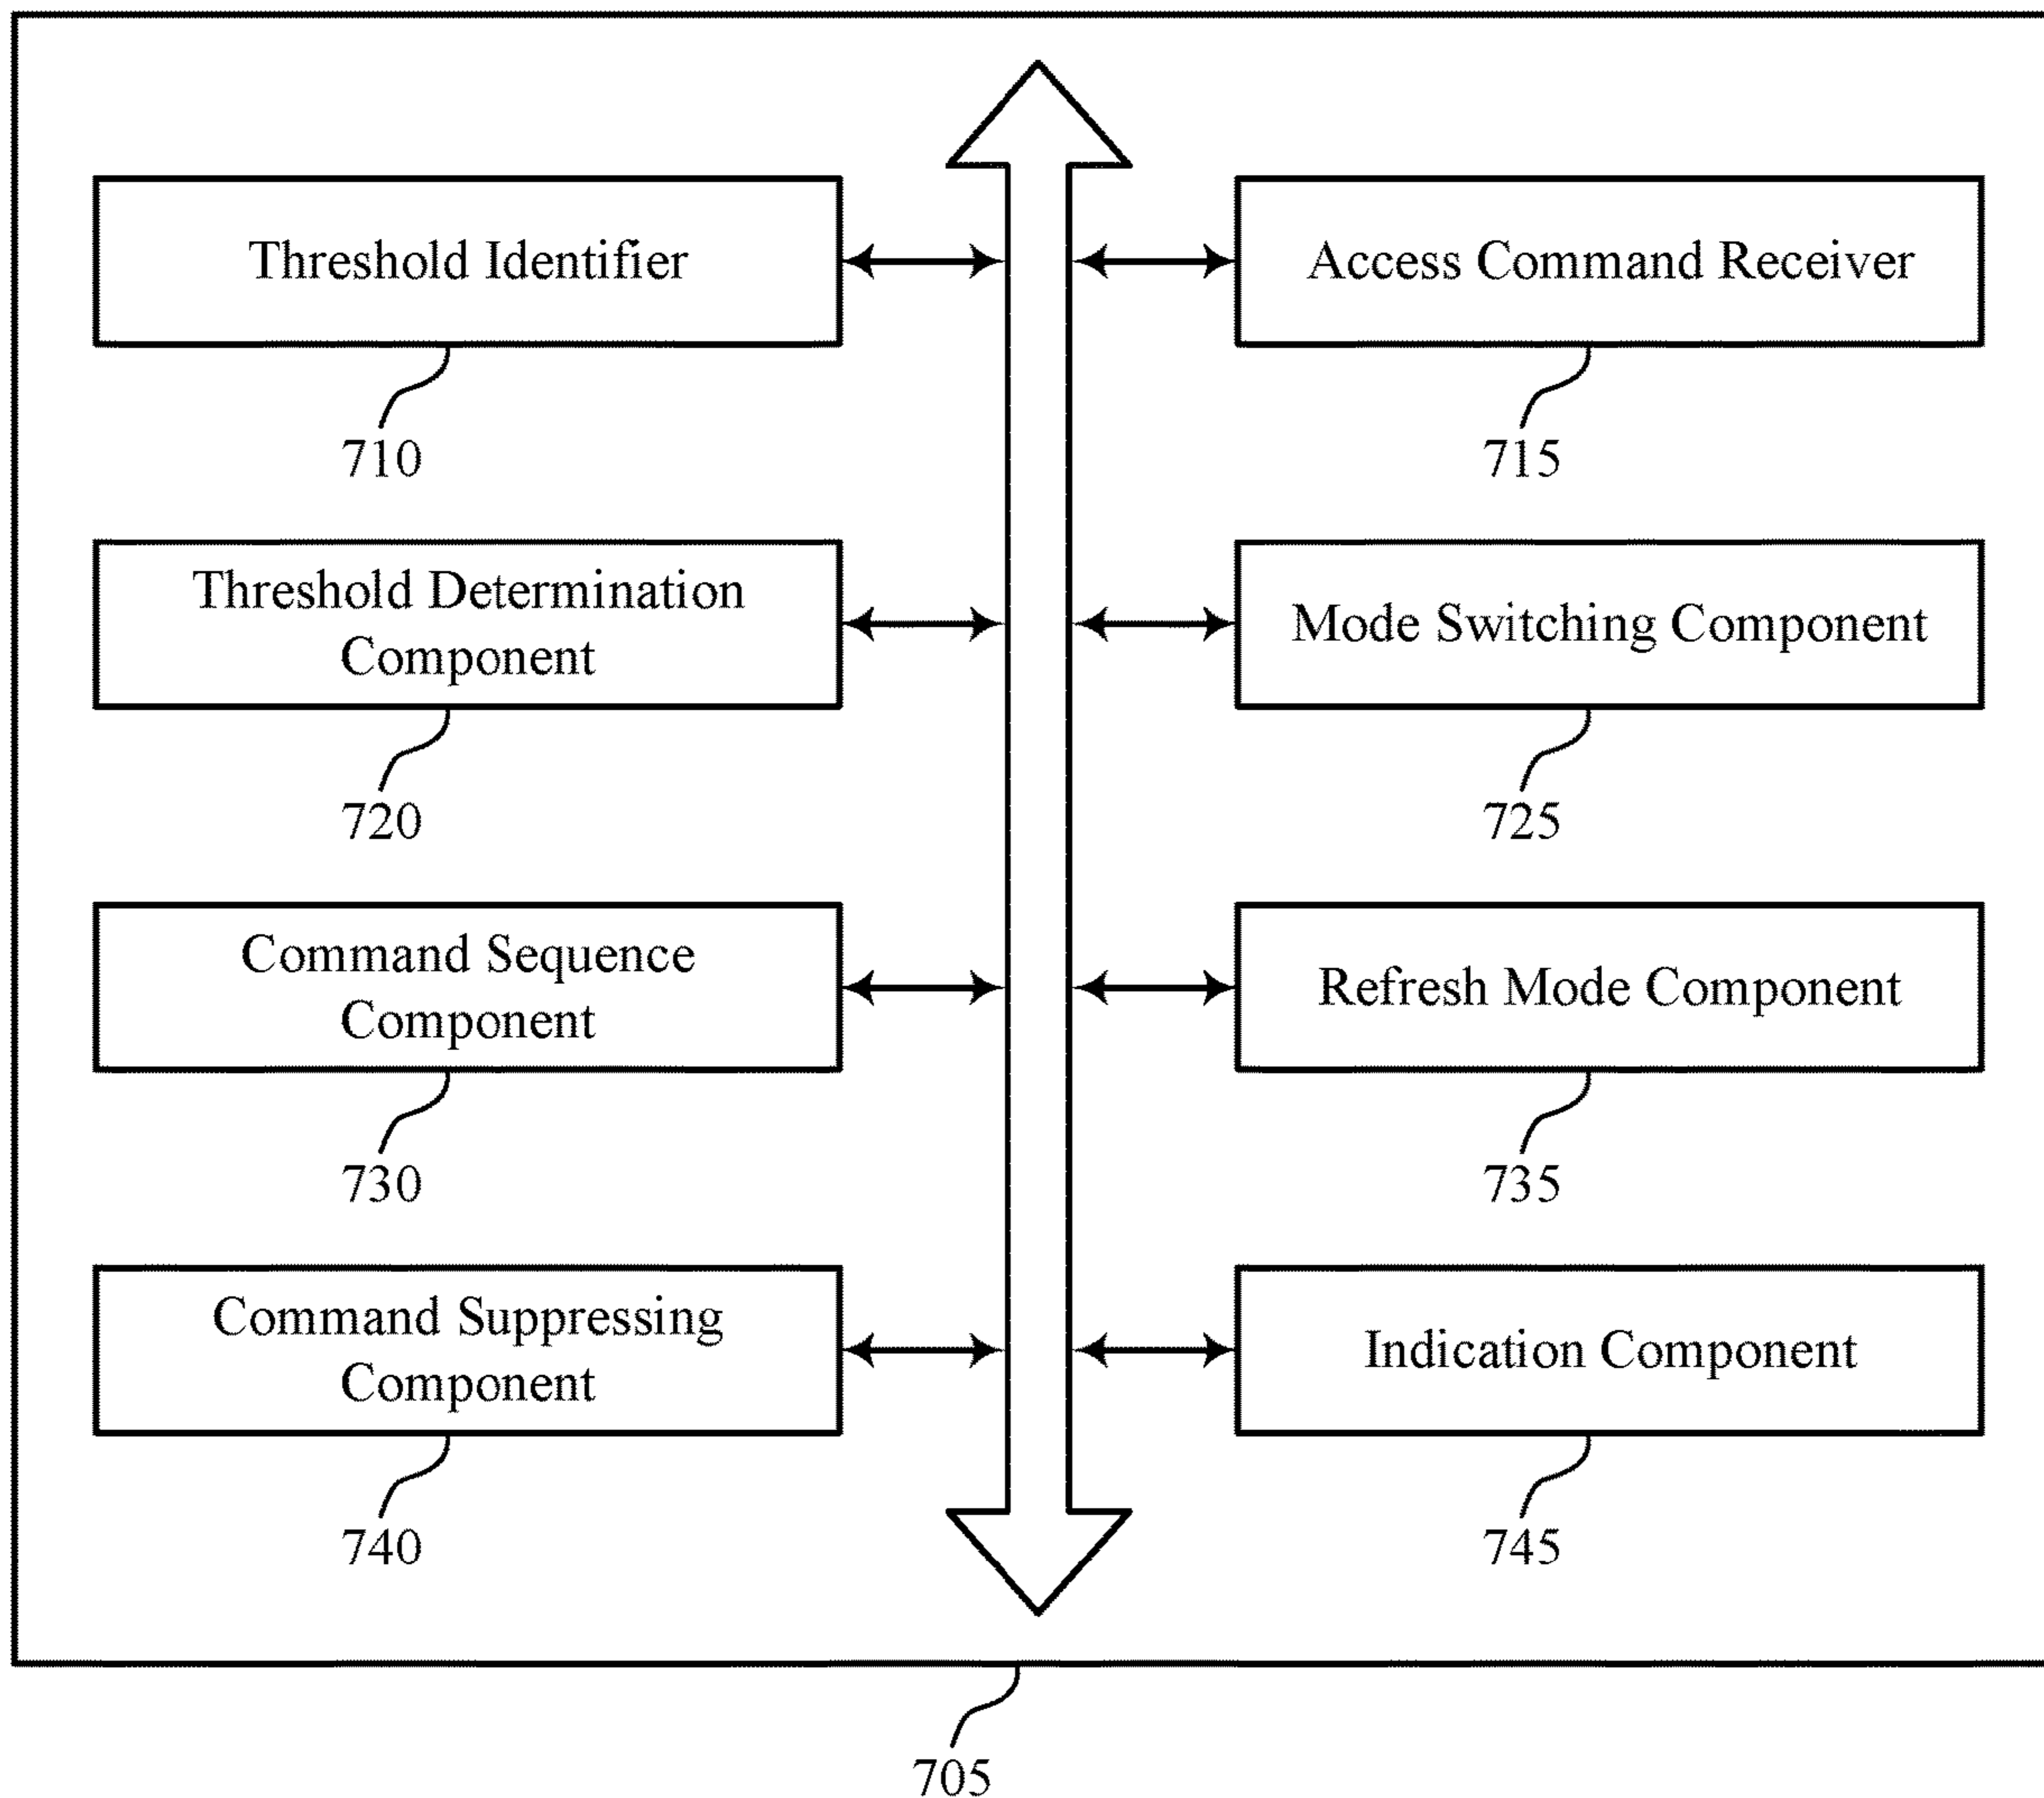 Threshold Identifier
710
Access Command Receiver
715
Threshold Determination
Component
720
Mode Switching Component
725
Command Sequence
Component
730
Refresh Mode Component
735
Command Suppressing
Component
740
Indication Component
745
705